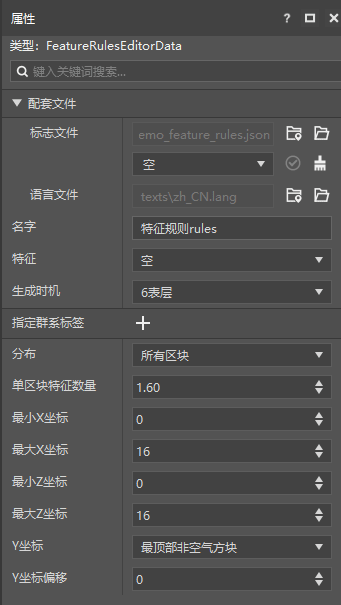 属性 ?
类型：FeatureRulesEditorData
键入关键词搜索...
配套文件
标志文件 emo_feature_rules.json
空
语言文件 texts\zh_CN.lang
名字 特征规则rules
特征 空
生成时机 6表层
指定群系标签 +
分布 所有区块
单区块特征数量 1.60
最小X坐标 0
最大X坐标 16
最小Z坐标 0
最大Z坐标 16
Y坐标 最顶部非空气方块
Y坐标偏移 0